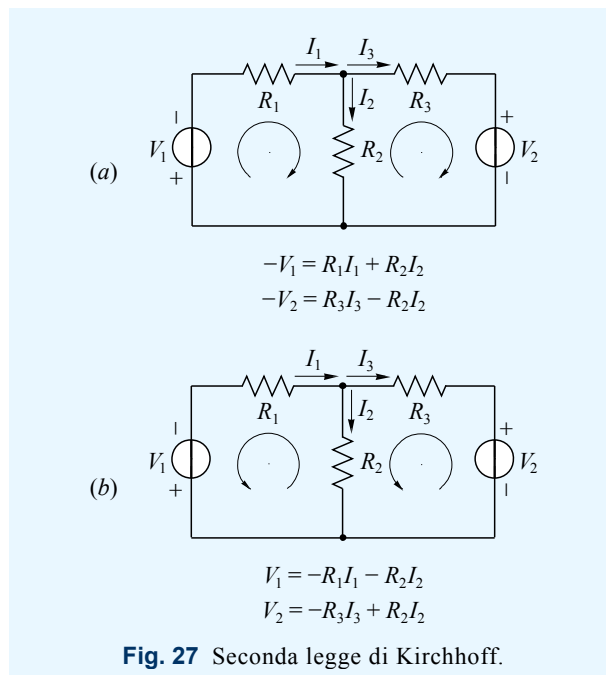 I₁ I₃
R₁ I₂ R₃
− +
(a) V₁ R₂ V₂
+ −
−V₁ = R₁I₁ + R₂I₂
−V₂ = R₃I₃ − R₂I₂
I₁ I₃
R₁ I₂ R₃
− +
V₁ R₂ V₂
(b) + −
V₁ = −R₁I₁ − R₂I₂
V₂ = −R₃I₃ + R₂I₂
Fig. 27 Seconda legge di Kirchhoff.